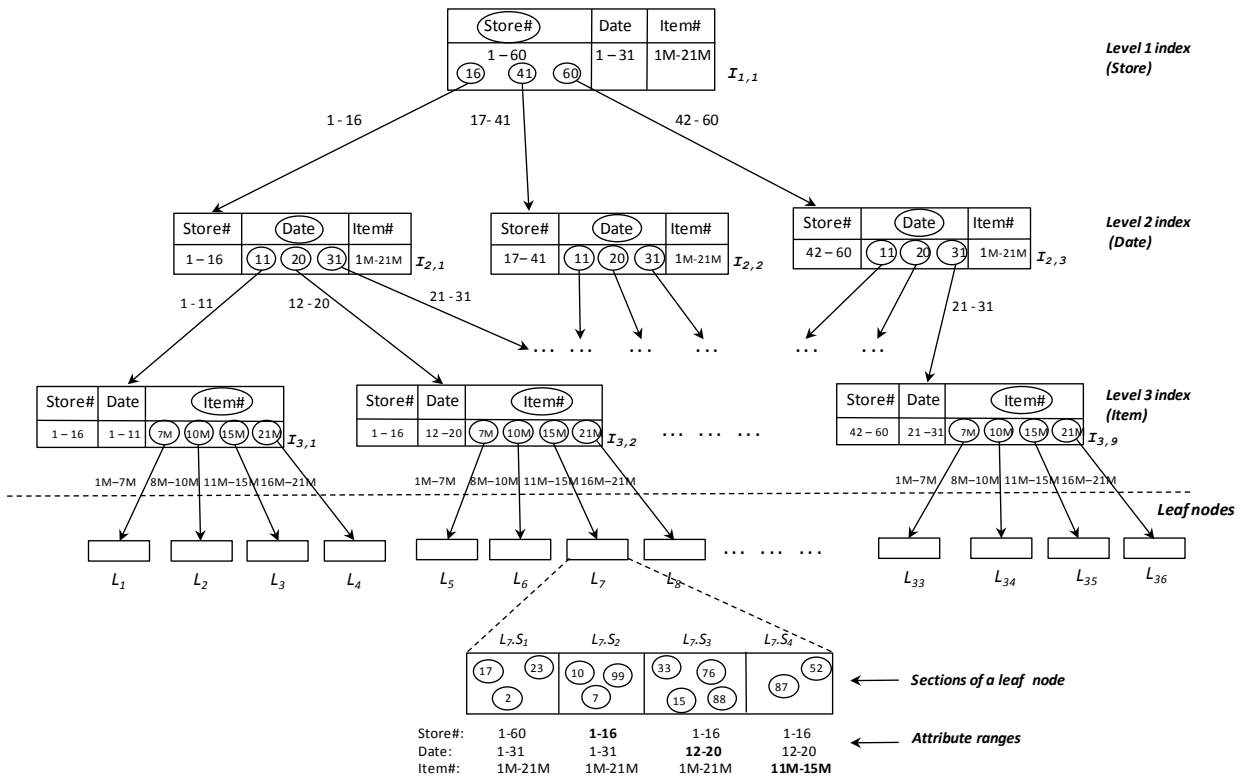 Store# Date Item#
1 – 60 1 – 31 1M-21M
16 41 60
I1,1
Level 1 index
(Store)
1 - 16 17- 41 42 - 60
Store# Date Item#
1 – 16 11 20 31 1M-21M
I2,1
Store# Date Item#
17– 41 11 20 31 1M-21M
I2,2
Store# Date Item#
42 – 60 11 20 31 1M-21M
I2,3
Level 2 index
(Date)
1 - 11 12 - 20 21 - 31 21 - 31
... ... ... ... ... ...
Store# Date Item#
1 – 16 1 – 11 7M 10M 15M 21M
I3,1
Store# Date Item#
1 – 16 12 –20 7M 10M 15M 21M
I3,2
... ... ...
Store# Date Item#
42 – 60 21 –31 7M 10M 15M 21M
I3,9
Level 3 index
(Item)
1M–7M 8M–10M 11M–15M 16M–21M
1M–7M 8M–10M 11M–15M 16M–21M
1M–7M 8M–10M 11M–15M 16M–21M
Leaf nodes
... ... ...
L1 L2 L3 L4 L5 L6 L7 L8 L33 L34 L35 L36
L7.S1 L7.S2 L7.S3 L7.S4
17 23 2
10 99 7
33 76 15 88
52 87
Sections of a leaf node
Store#: 1-60 1-16 1-16 1-16
Date: 1-31 1-31 12-20 12-20
Item#: 1M-21M 1M-21M 1M-21M 11M-15M
Attribute ranges